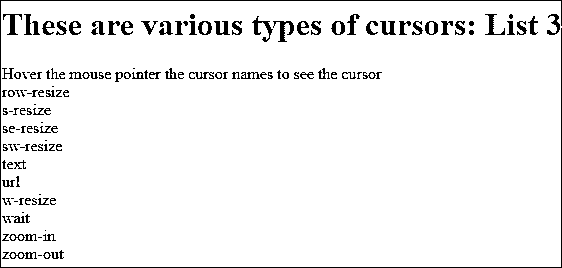 These are various types of cursors: List 3
Hover the mouse pointer the cursor names to see the cursor
row-resize
s-resize
se-resize
sw-resize
text
url
w-resize
wait
zoom-in
zoom-out